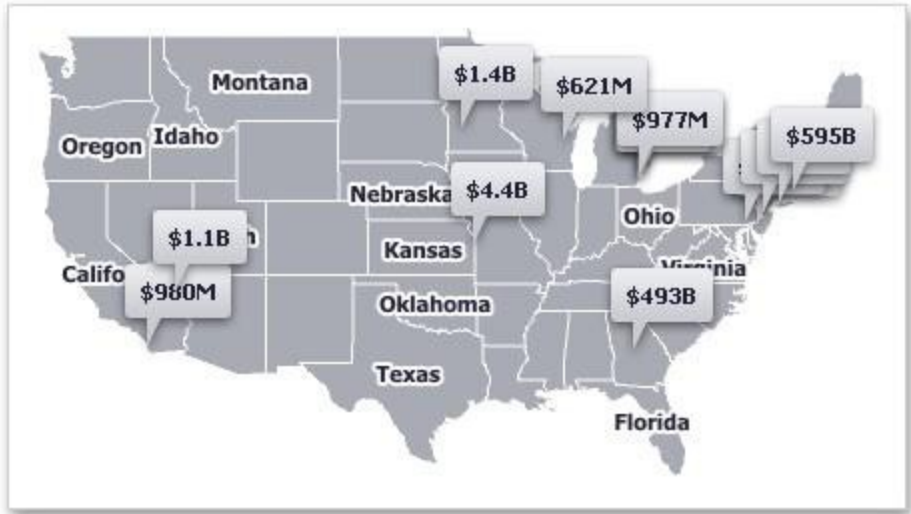 $1.4B
$621M
Montana
$977M
$595B
Oregon
Idaho
Nebraska
$4.4B
Ohio
$1.1B
Kansas
Virginia
Califo
$980M
$493B
Oklahoma
Texas
Florida